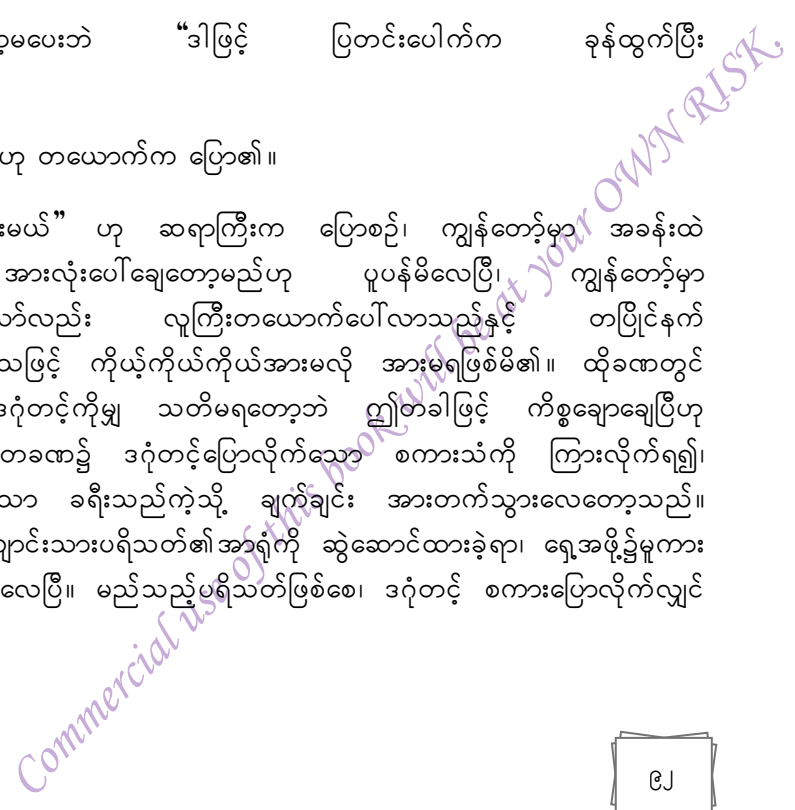 မပေးဘဲ “ဒါဖြင့် ပြတင်းပေါက်က ခုန်ထွက်ပြီး
ဟု တယောက်က ပြော၏။
းမယ်” ဟု ဆရာကြီးက ပြောစဉ်၊ ကျွန်တော့်မှာ အခန်းထဲ
အားလုံးပေါ်ချေတော့မည်ဟု ပူပန်မိလေပြီ၊ ကျွန်တော့်မှာ
လည်း လူကြီးတယောက်ပေါ်လာသည်နှင့် တပြိုင်နက်
သဖြင့် ကိုယ့်ကိုယ်ကိုယ်အားမလို အားမရဖြစ်မိ၏။ ထိုခဏတွင်
ဒဂုံတင့်ကိုမျှ သတိမရတော့ဘဲ ဤတခါဖြင့် ကိစ္စချောချေပြီဟု
တခဏ၌ ဒဂုံတင့်ပြောလိုက်သော စကားသံကို ကြားလိုက်ရ၍၊
သာ ခရီးသည်ကဲ့သို့ ချက်ချင်း အားတက်သွားလေတော့သည်။
ျောင်းသားပရိသတ်၏အာရုံကို ဆွဲဆောင်ထားခဲ့ရာ၊ ရှေ့အဖို့၌မူကား
လေပြီ။ မည်သည့်ပရိသတ်ဖြစ်စေ၊ ဒဂုံတင့် စကားပြောလိုက်လျှင်
Commercial use of this book will be at your OWN RISK.
၉၂